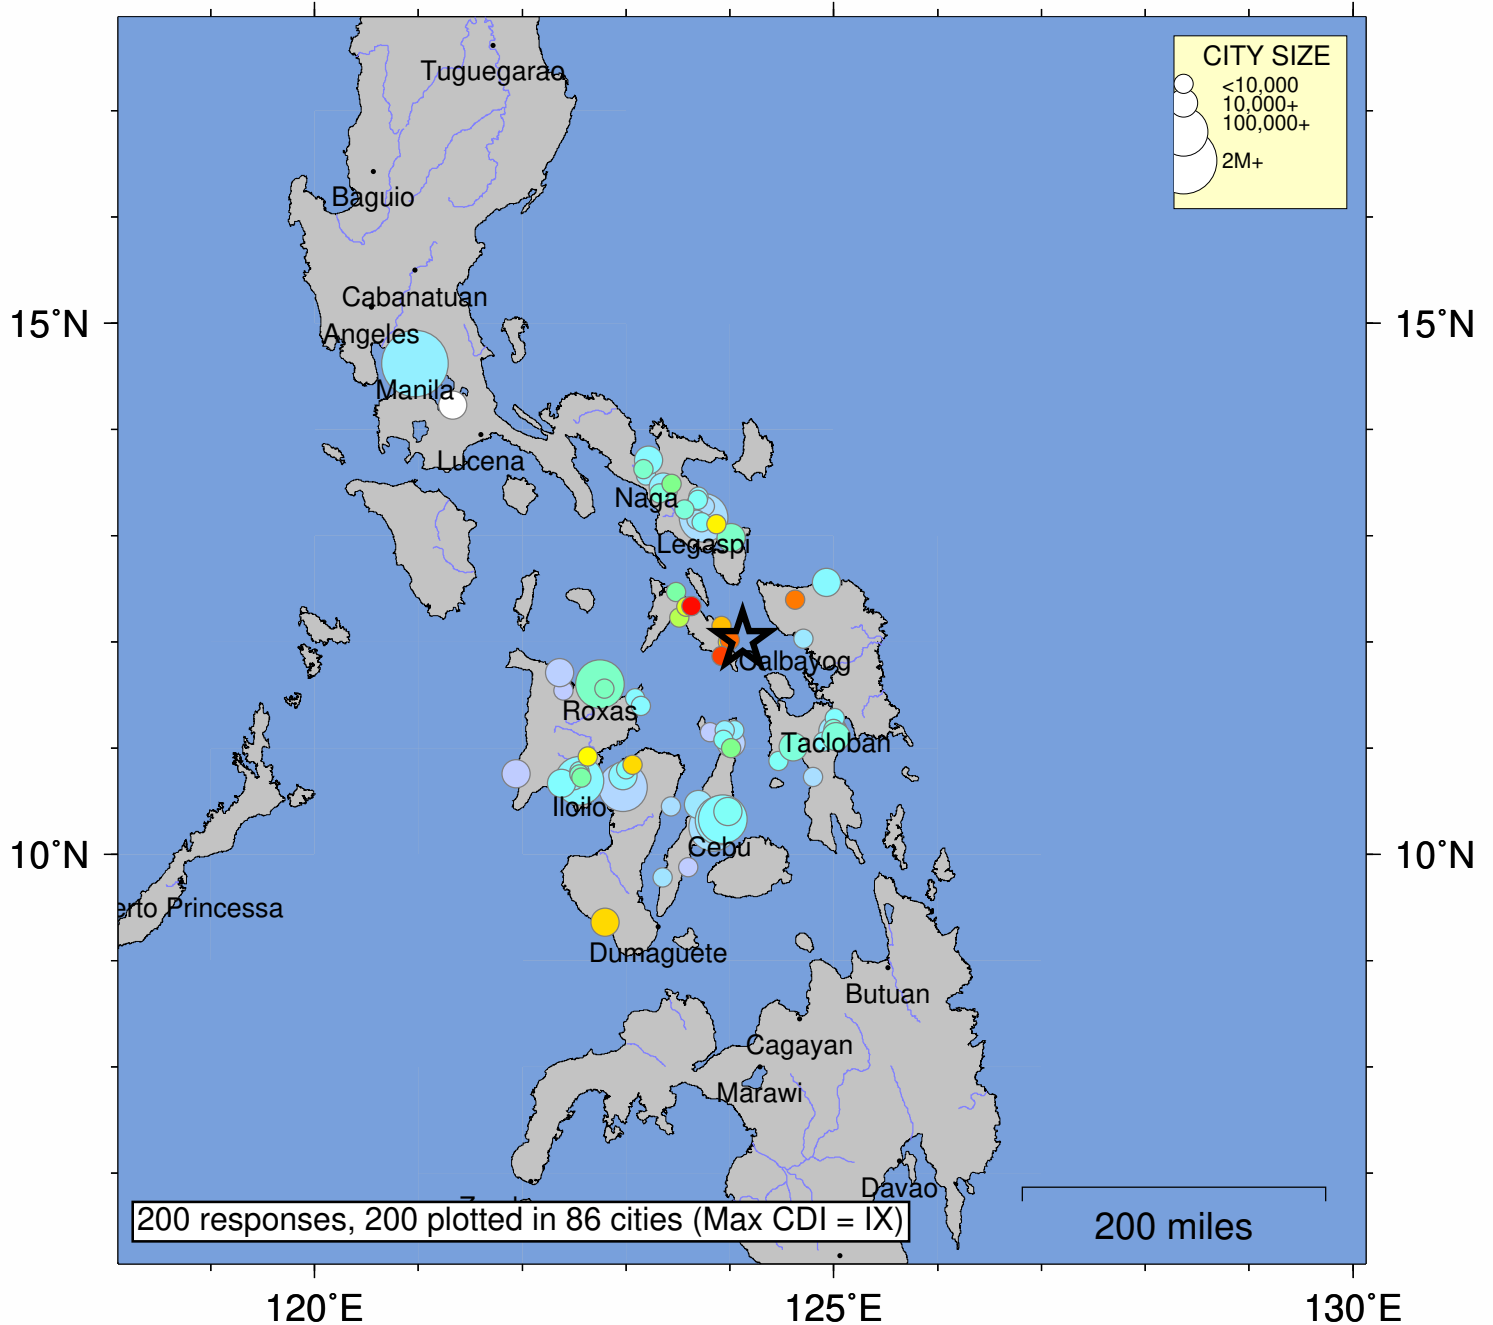 CITY SIZE
<10,000
10,000+
100,000+
2M+
Tuguegarao
Baguio
Cabanatuan
15°N
15°N
Angeles
Manila
Lucena
Naga
Legaspi
Calbayog
Roxas
Tacloban
Iloilo
Cebu
10°N
10°N
erto Princessa
Dumaguete
Butuan
Cagayan
Marawi
Davao
200 responses, 200 plotted in 86 cities (Max CDI = IX)
200 miles
120°E
125°E
130°E